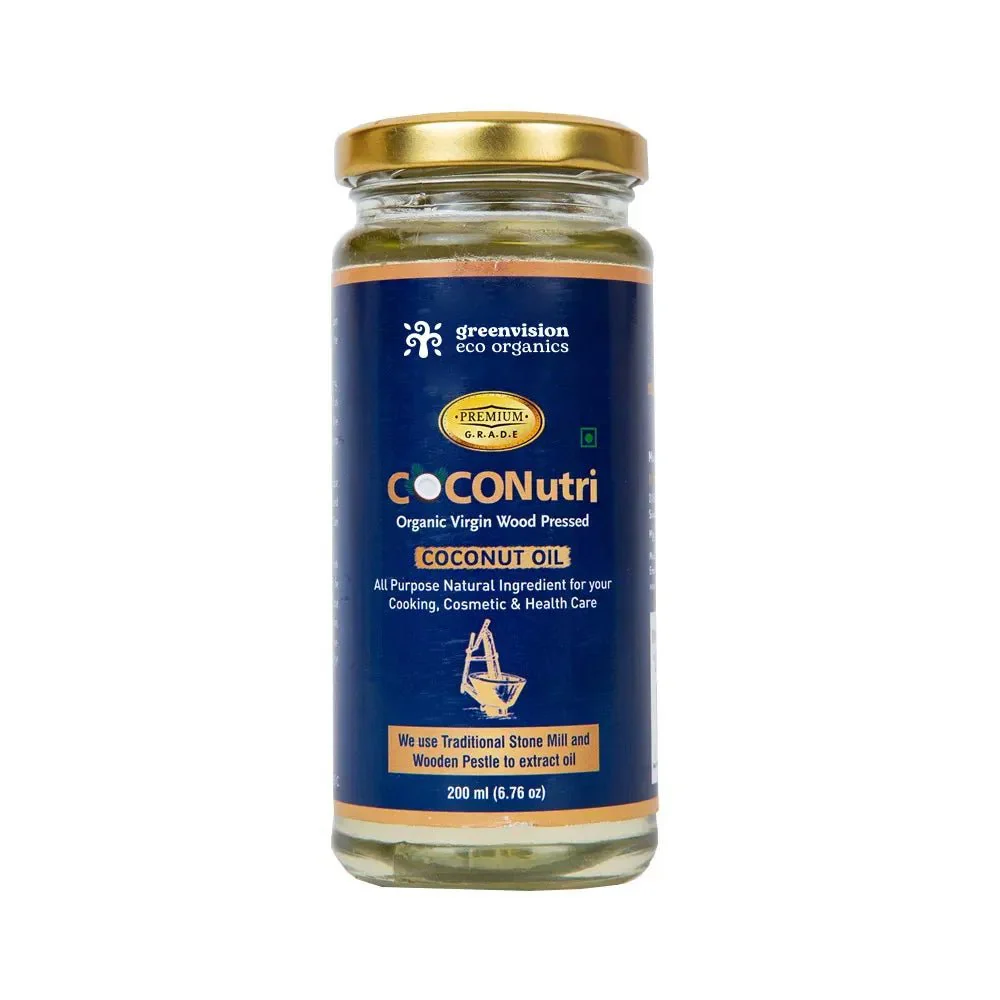 greenvision
eco organics
·PREMIUM·
G·R·A·D·E
COCONutri
Organic Virgin Wood Pressed
COCONUT OIL
All Purpose Natural Ingredient for your
Cooking, Cosmetic & Health Care
We use Traditional Stone Mill and
Wooden Pestle to extract oil
200 ml (6.76 oz)